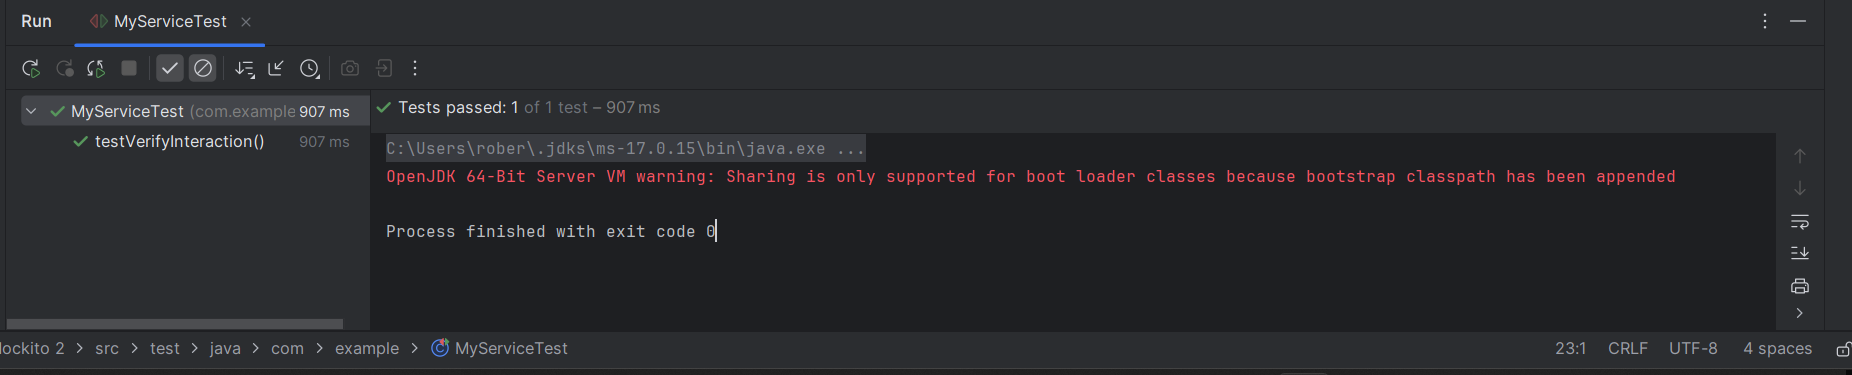 Run MyServiceTest
MyServiceTest (com.example 907 ms
testVerifyInteraction() 907 ms
Tests passed: 1 of 1 test – 907 ms
C:\Users\rober\.jdks\ms-17.0.15\bin\java.exe ...
OpenJDK 64-Bit Server VM warning: Sharing is only supported for boot loader classes because bootstrap classpath has been appended
Process finished with exit code 0
lockito 2 > src > test > java > com > example > MyServiceTest 23:1 CRLF UTF-8 4 spaces